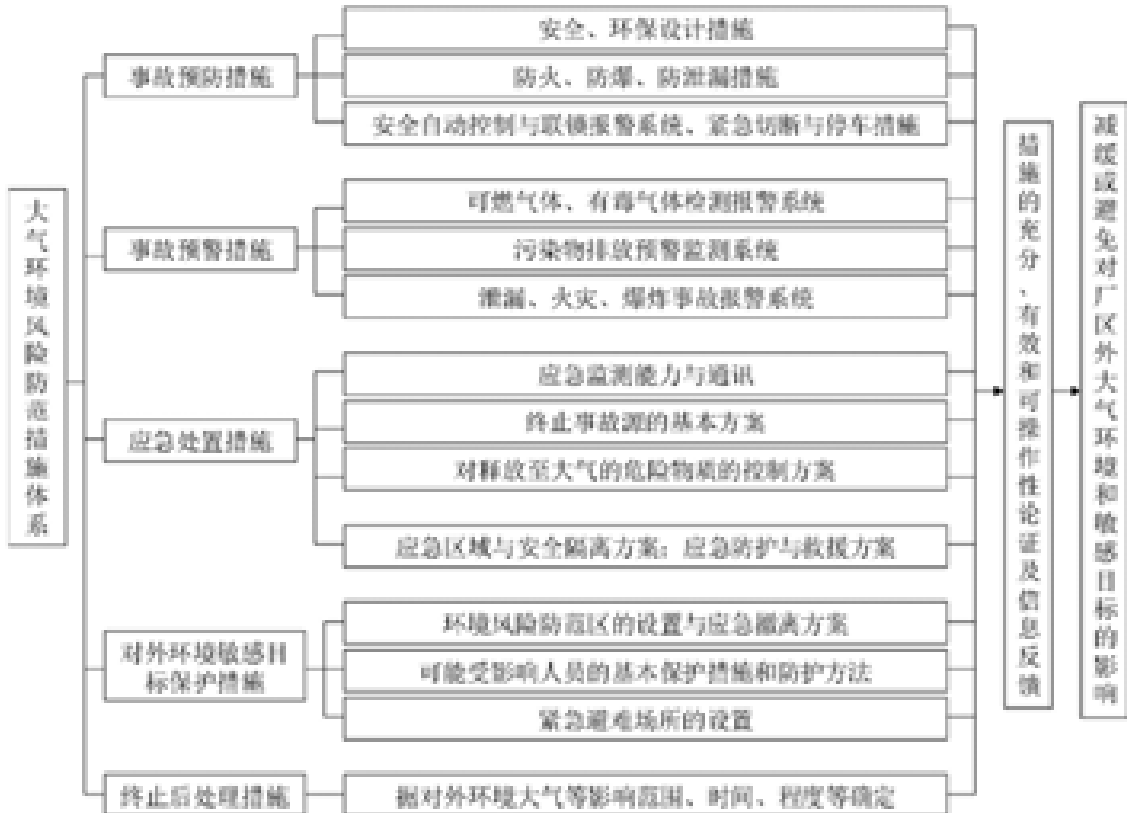 大气环境风险防范措施体系
事故预防措施
安全、环保设计措施
防火、防爆、防泄漏措施
安全自动控制与联锁报警系统、紧急切断与停车措施
事故预警措施
可燃气体、有毒气体检测报警系统
污染物排放预警监测系统
泄漏、火灾、爆炸事故报警系统
应急处置措施
应急监测能力与通讯
终止事故源的基本方案
对释放至大气的危险物质的控制方案
应急区域与安全隔离方案；应急防护与救援方案
对外环境敏感目
标保护措施
环境风险防范区的设置与应急撤离方案
可能受影响人员的基本保护措施和防护方法
紧急避难场所的设置
终止后处理措施
据对外环境大气等影响范围、时间、程度等确定
措施的充分、有效和可操作性论证及信息反馈
减缓或避免对厂区外大气环境和敏感目标的影响